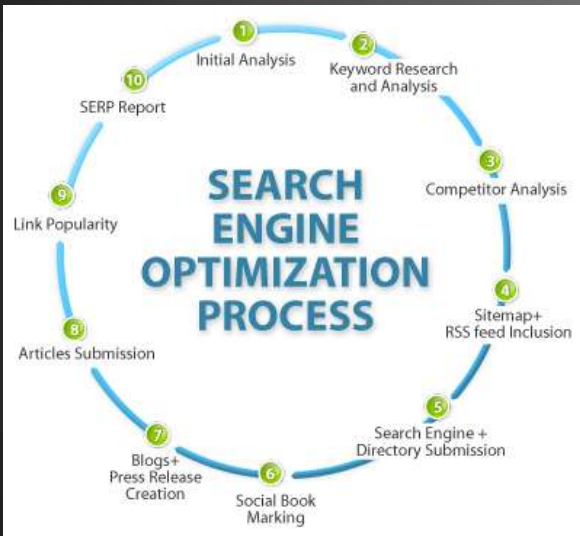 SEARCH
ENGINE
OPTIMIZATION
PROCESS
1
Initial Analysis
2
Keyword Research
and Analysis
3
Competitor Analysis
4
Sitemap+
RSS feed Inclusion
5
Search Engine +
Directory Submission
6
Social Book
Marking
7
Blogs+
Press Release
Creation
8
Articles Submission
9
Link Popularity
10
SERP Report